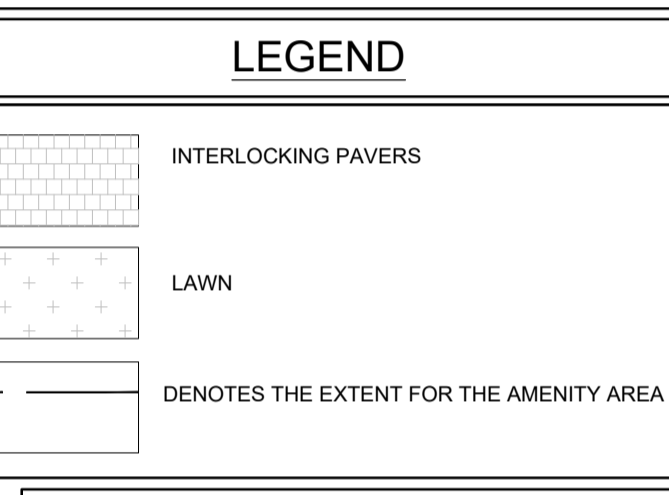 LEGEND
INTERLOCKING PAVERS
LAWN
DENOTES THE EXTENT FOR THE AMENITY AREA